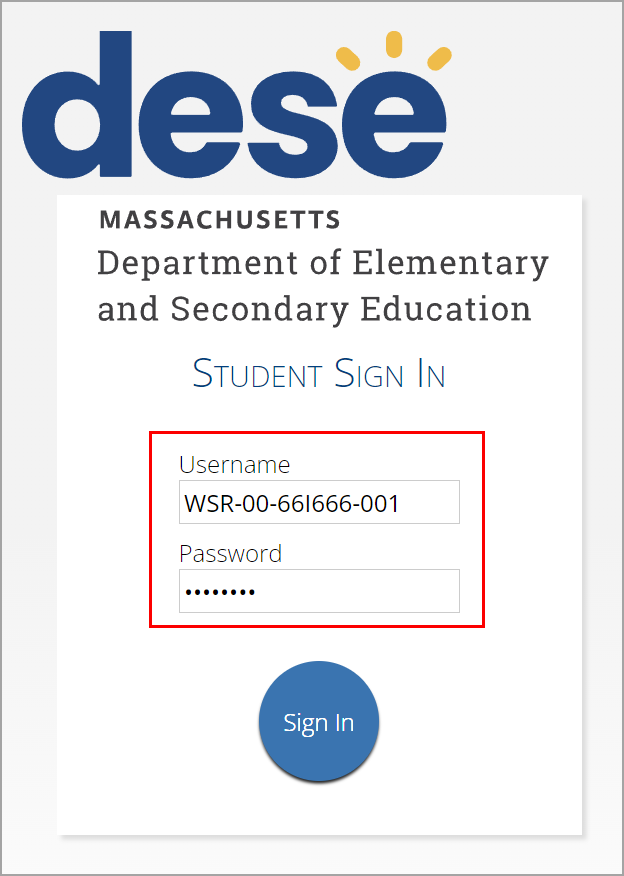 dese
MASSACHUSETTS
Department of Elementary
and Secondary Education
Student Sign In
Username
WSR-00-66I666-001
Password
••••••••
Sign In